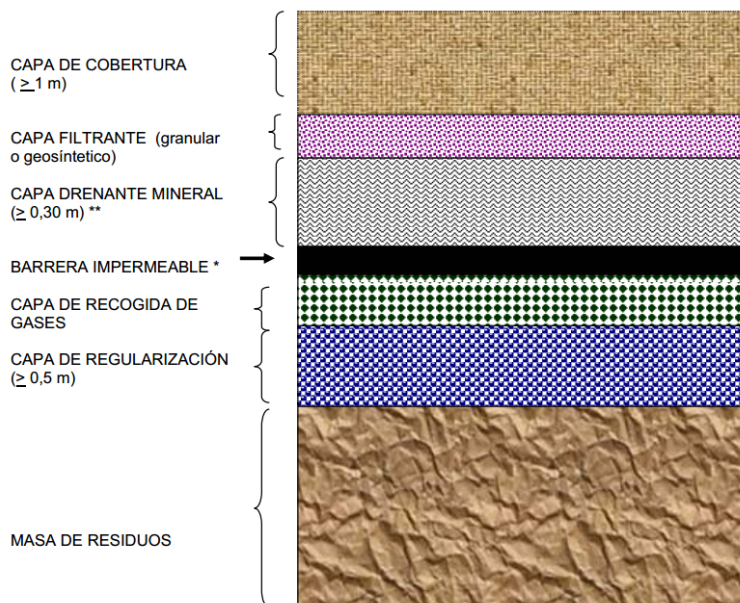 CAPA DE COBERTURA
( > 1 m)
CAPA FILTRANTE (granular
o geosíntetico)
CAPA DRENANTE MINERAL
(> 0,30 m) **
BARRERA IMPERMEABLE *
CAPA DE RECOGIDA DE
GASES
CAPA DE REGULARIZACIÓN
(> 0,5 m)
MASA DE RESIDUOS